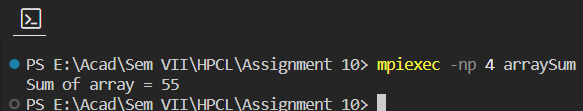 PS E:\Acad\Sem VII\HPCL\Assignment 10> mpiexec -np 4 arraySum
Sum of array = 55
PS E:\Acad\Sem VII\HPCL\Assignment 10>